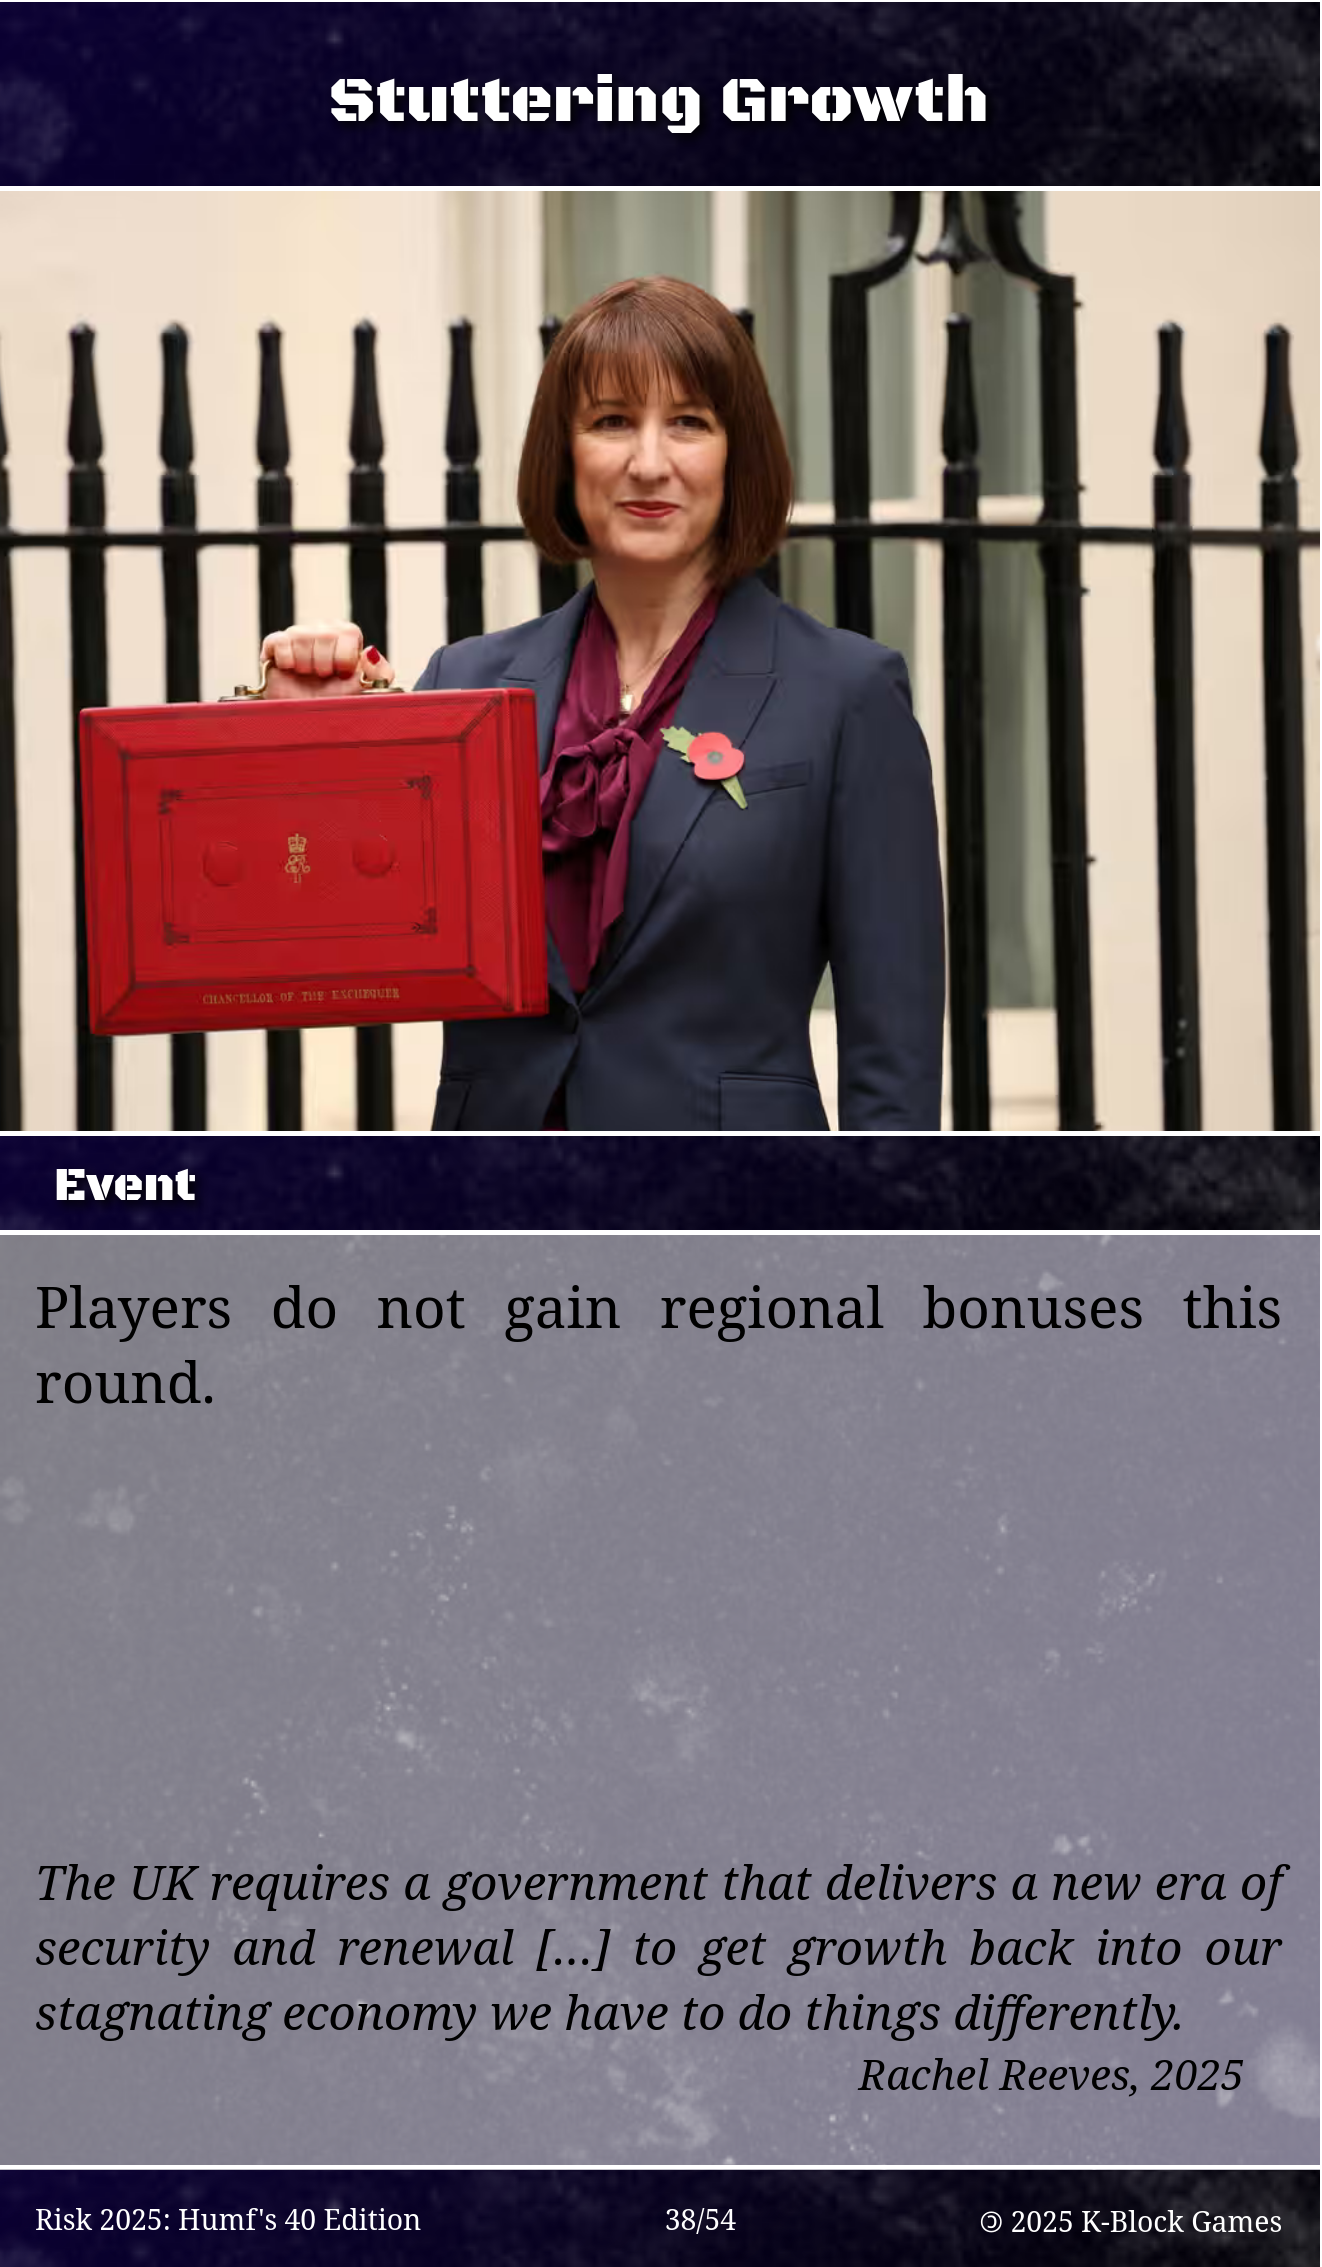 Stuttering Growth
CHANCELLOR OF THE EXCHEQUER
Event
Players do not gain regional bonuses this
round.
The UK requires a government that delivers a new era of
security and renewal [...] to get growth back into our
stagnating economy we have to do things differently.
Rachel Reeves, 2025
Risk 2025: Humf's 40 Edition
38/54
🄯 2025 K-Block Games